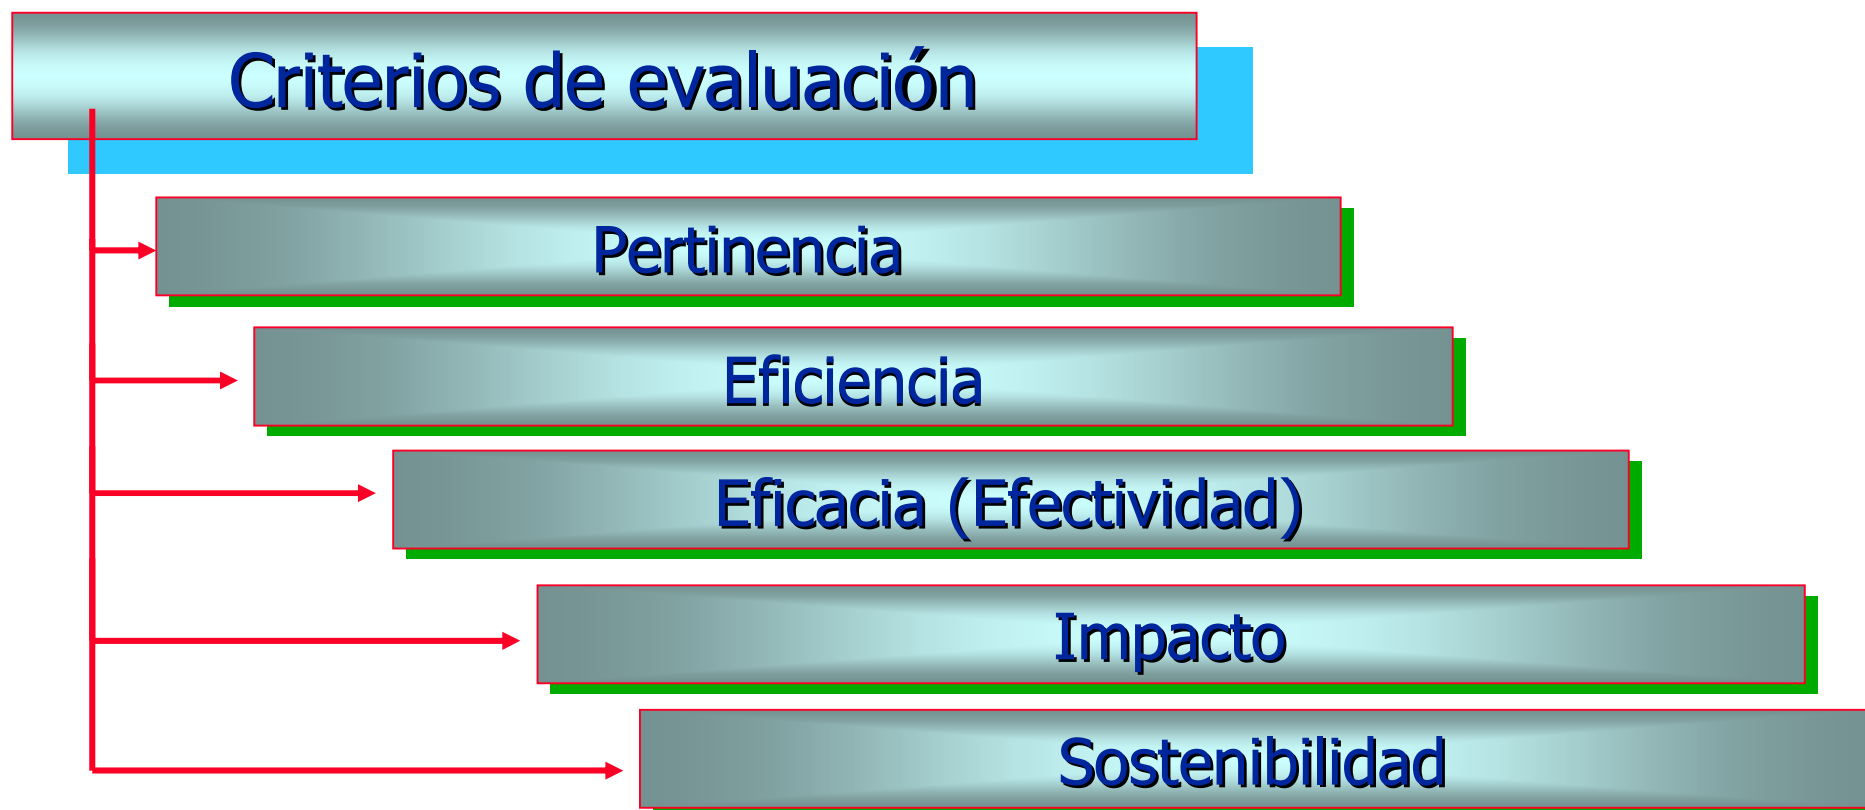 Criterios de evaluación
Pertinencia
Eficiencia
Eficacia (Efectividad)
Impacto
Sostenibilidad